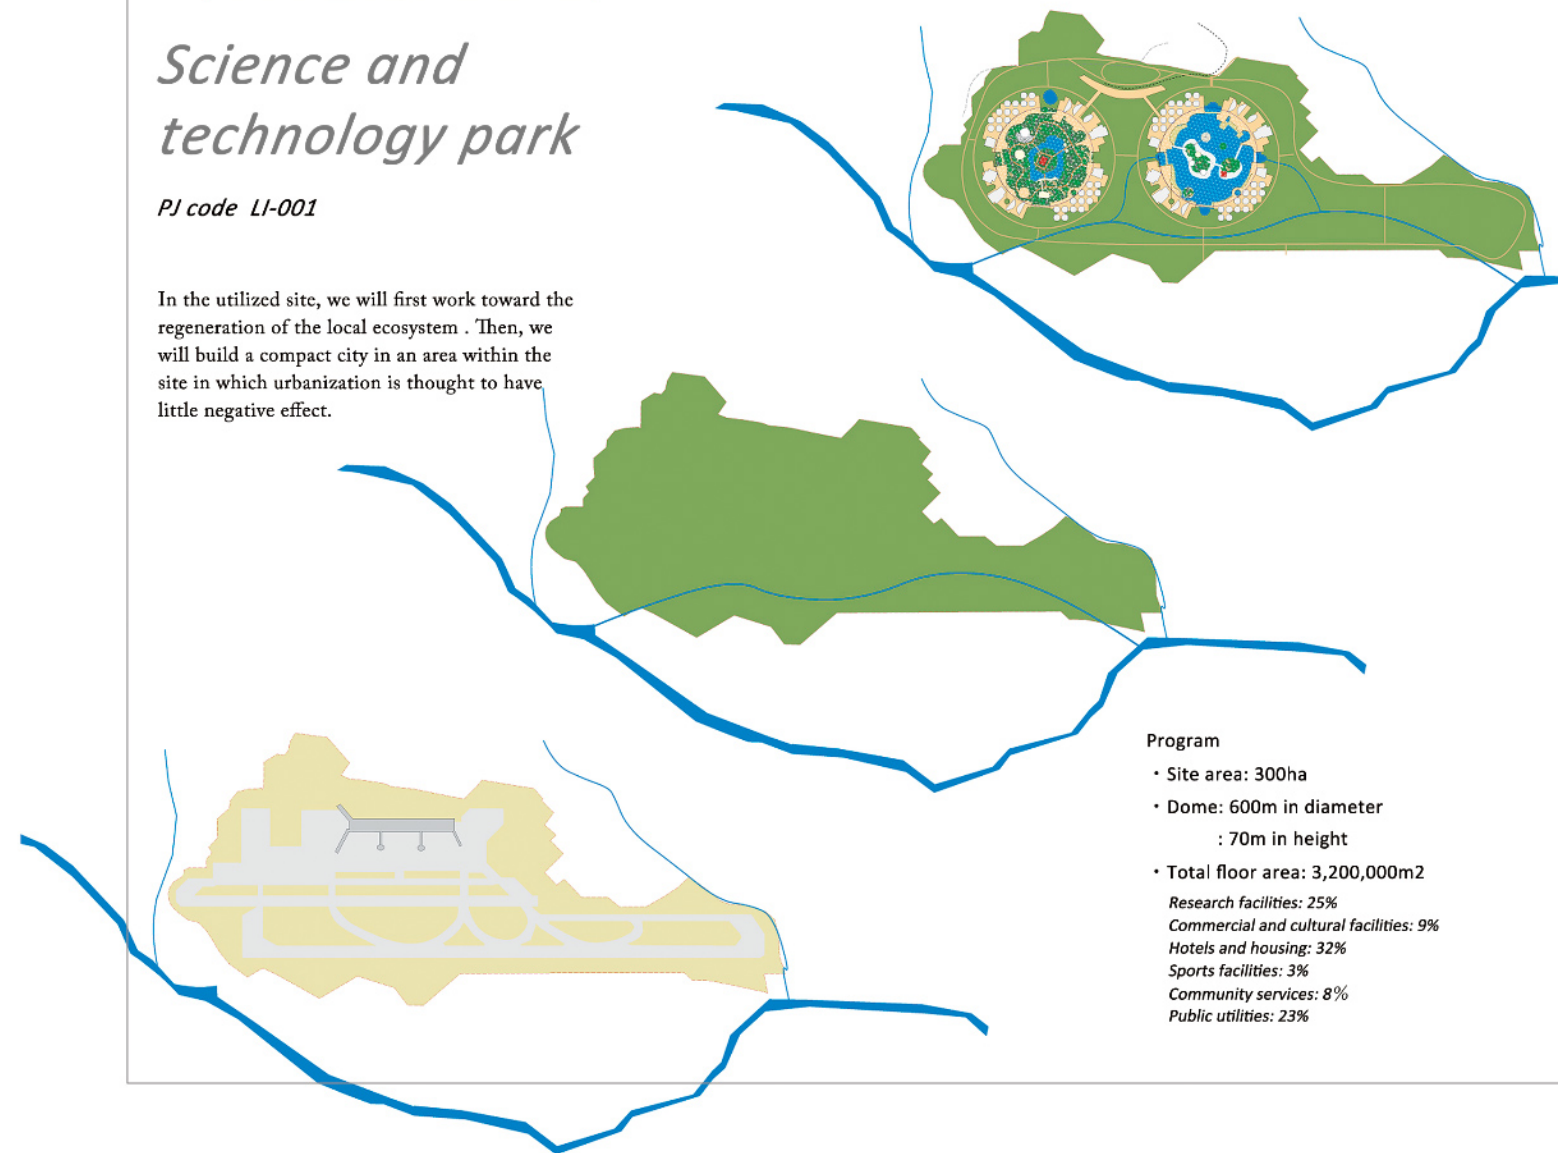 Science and
technology park
PJ code LI-001
In the utilized site, we will first work toward the
regeneration of the local ecosystem . Then, we
will build a compact city in an area within the
site in which urbanization is thought to have
little negative effect.
Program
・Site area: 300ha
・Dome: 600m in diameter
: 70m in height
・Total floor area: 3,200,000m2
Research facilities: 25%
Commercial and cultural facilities: 9%
Hotels and housing: 32%
Sports facilities: 3%
Community services: 8%
Public utilities: 23%